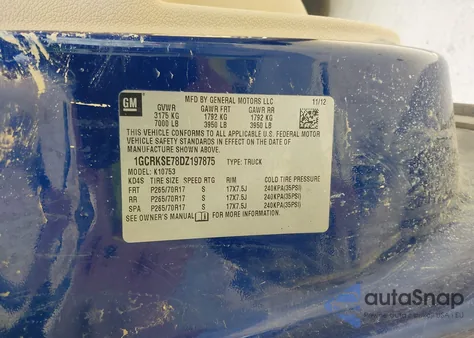 GM
MFD BY GENERAL MOTORS LLC 11/12
GVWR GAWR FRT GAWR RR
3175 KG 1792 KG 1792 KG
7000 LB 3950 LB 3950 LB
THIS VEHICLE CONFORMS TO ALL APPLICABLE U.S. FEDERAL MOTOR
VEHICLE SAFETY STANDARDS IN EFFECT ON THE DATE OF
MANUFACTURE SHOWN ABOVE.
1GCRKSE78DZ197875 TYPE: TRUCK
MODEL: K10753
KD4S TIRE SIZE SPEED RTG RIM COLD TIRE PRESSURE
FRT P265/70R17 S 17X7.5J 240KPA(35PSI)
RR P265/70R17 S 17X7.5J 240KPA(35PSI)
SPA P265/70R17 S 17X7.5J 240KPA(35PSI)
SEE OWNER'S MANUAL FOR MORE INFORMATION.
autoSnap